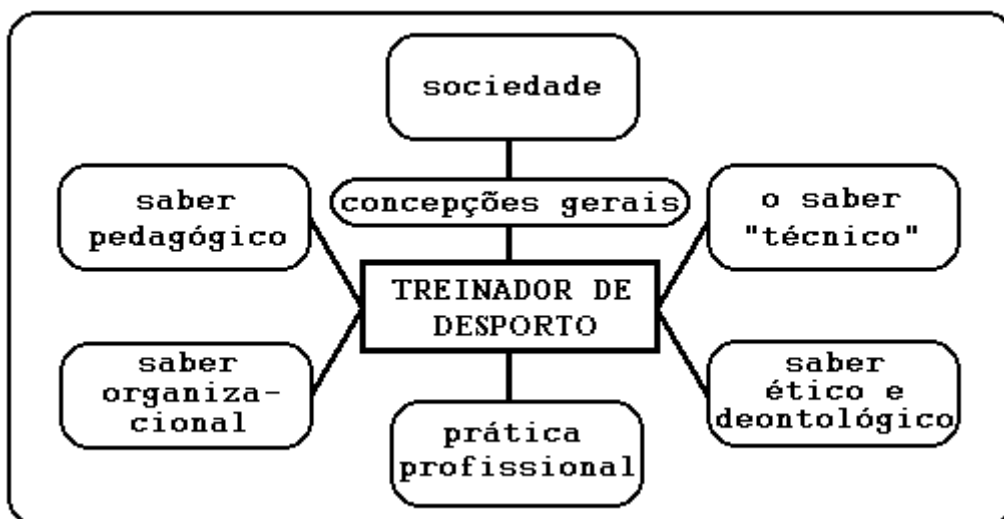 sociedade
concepções gerais
saber
pedagógico
o saber
"técnico"
TREINADOR DE
DESPORTO
saber
organiza-
cional
saber
ético e
deontológico
prática
profissional